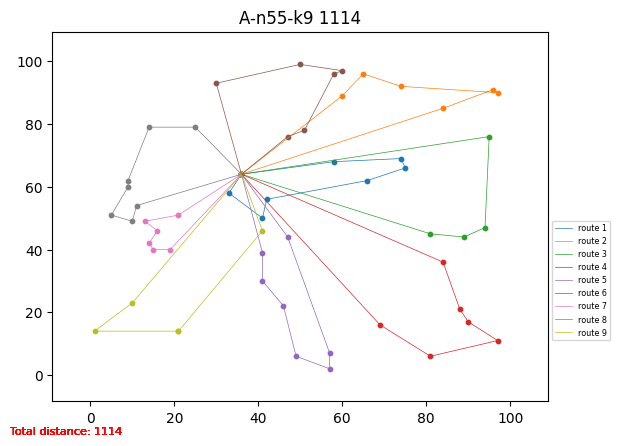 A-n55-k9 1114
100
80
60
40
20
0
0 20 40 60 80 100
route 1
route 2
route 3
route 4
route 5
route 6
route 7
route 8
route 9
Total distance: 1114